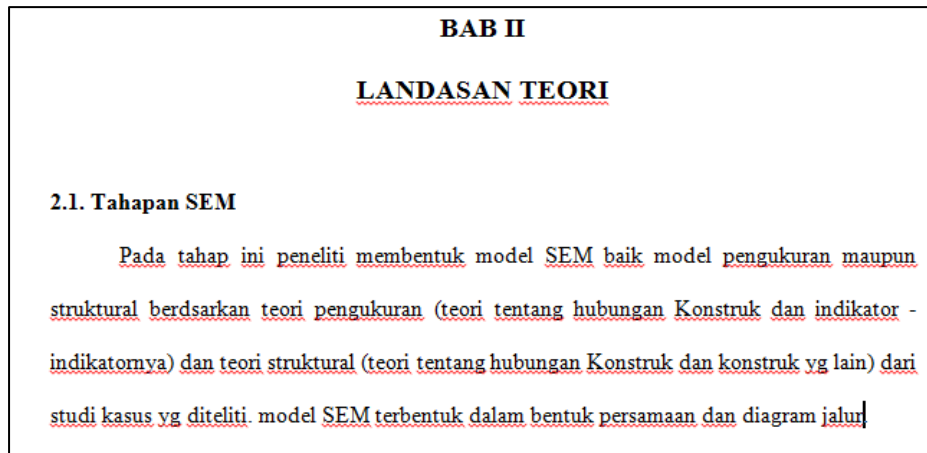 BAB II
LANDASAN TEORI
2.1. Tahapan SEM
Pada tahap ini peneliti membentuk model SEM baik model pengukuran maupun
struktural berdsarkan teori pengukuran (teori tentang hubungan Konstruk dan indikator -
indikatornya) dan teori struktural (teori tentang hubungan Konstruk dan konstruk yg lain) dari
studi kasus yg diteliti. model SEM terbentuk dalam bentuk persamaan dan diagram jalur.